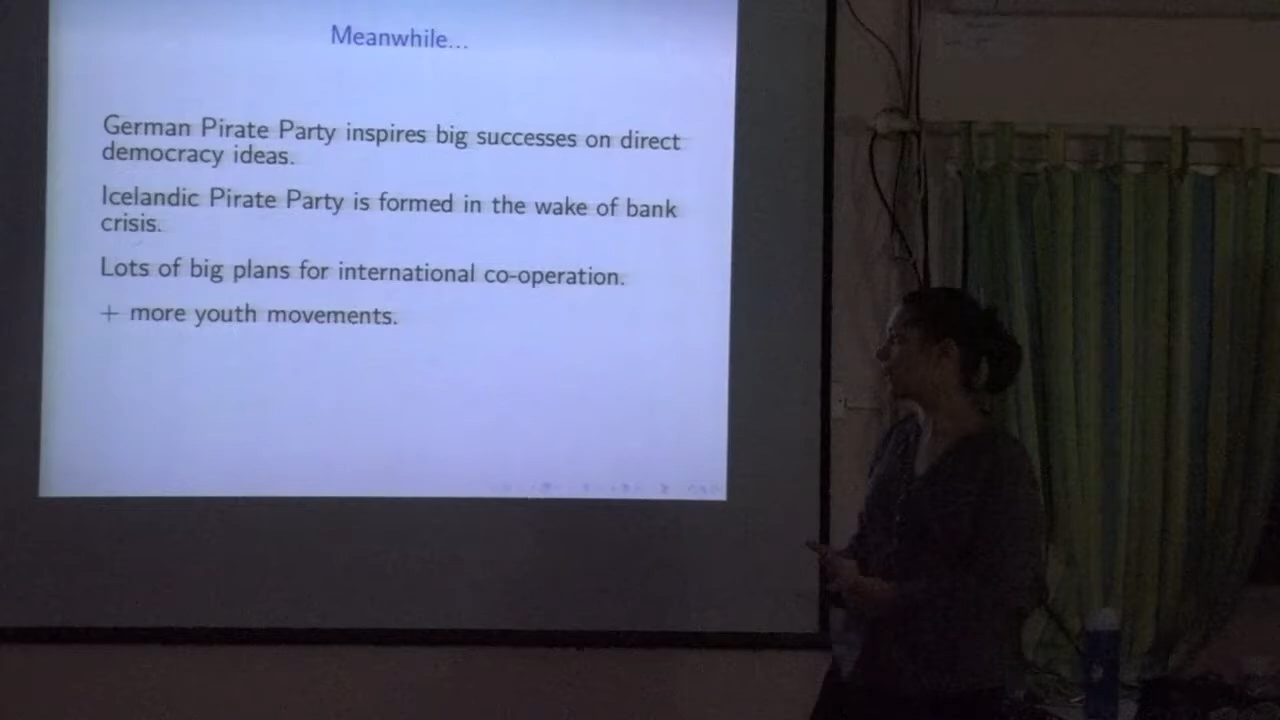 Meanwhile...
German Pirate Party inspires big successes on direct
democracy ideas.
Icelandic Pirate Party is formed in the wake of bank
crisis.
Lots of big plans for international co-operation.
+ more youth movements.